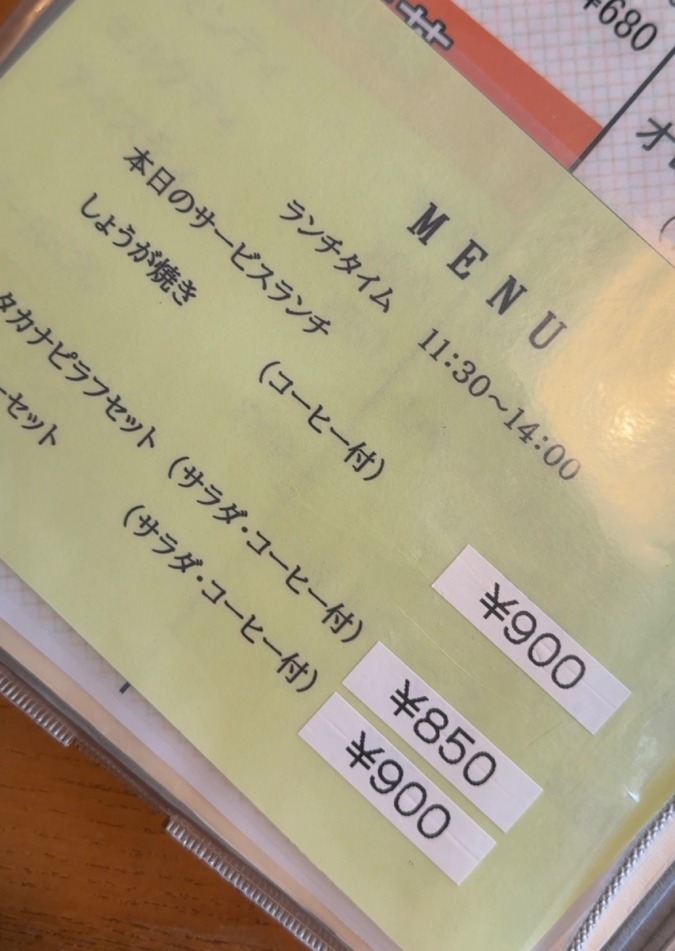 MENU
ランチタイム 11:30~14:00
本日のサービスランチ
しょうが焼き
(コーヒー付) ¥900
タカナピラフセット (サラダ・コーヒー付) ¥850
ーセット (サラダ・コーヒー付) ¥900
¥680
オ